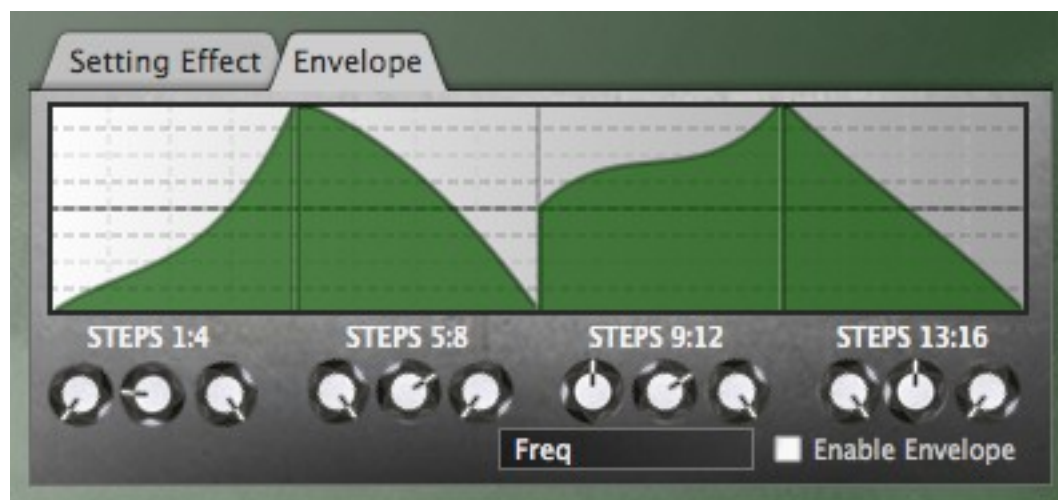 Setting Effect Envelope
STEPS 1:4 STEPS 5:8 STEPS 9:12 STEPS 13:16
Freq Enable Envelope